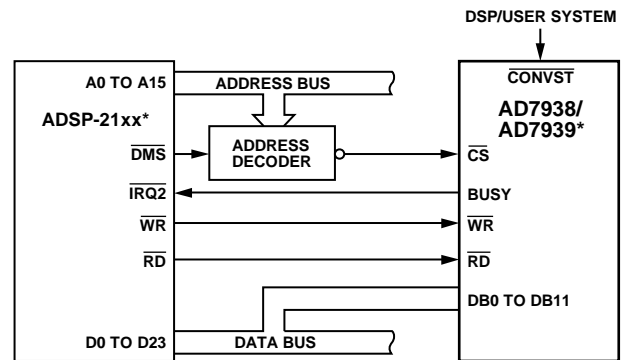 DSP/USER SYSTEM
A0 TO A15
ADDRESS BUS
CONVST
ADSP-21xx*
AD7938/
AD7939*
ADDRESS
DECODER
DMS
CS
IRQ2
BUSY
WR
WR
RD
RD
DB0 TO DB11
D0 TO D23
DATA BUS